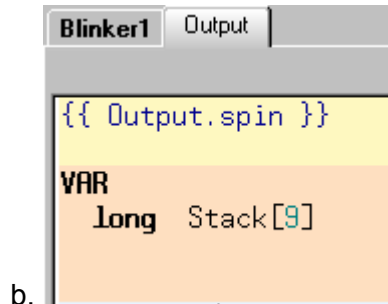 Blinker1 Output
{{ Output.spin }}
VAR
long Stack[9]
b.